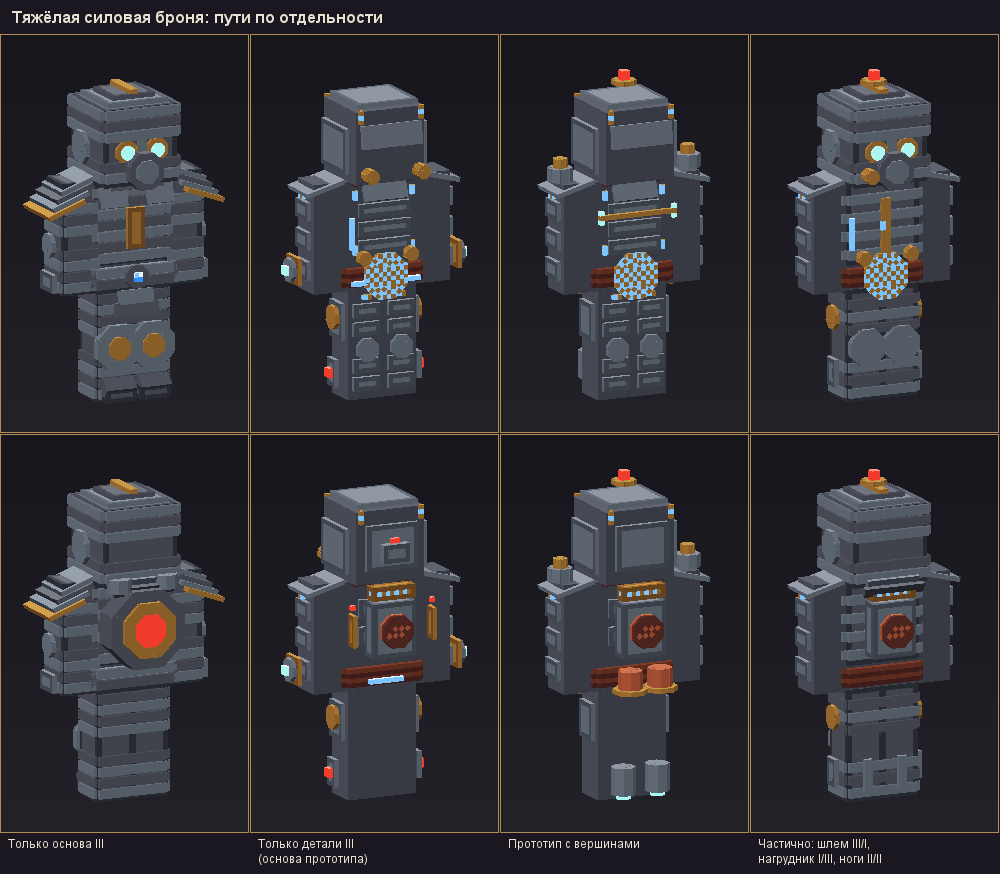 Тяжёлая силовая броня: пути по отдельности
Только основа III
Только детали III
(основа прототипа)
Прототип с вершинами
Частично: шлем III/I,
нагрудник I/III, ноги II/II